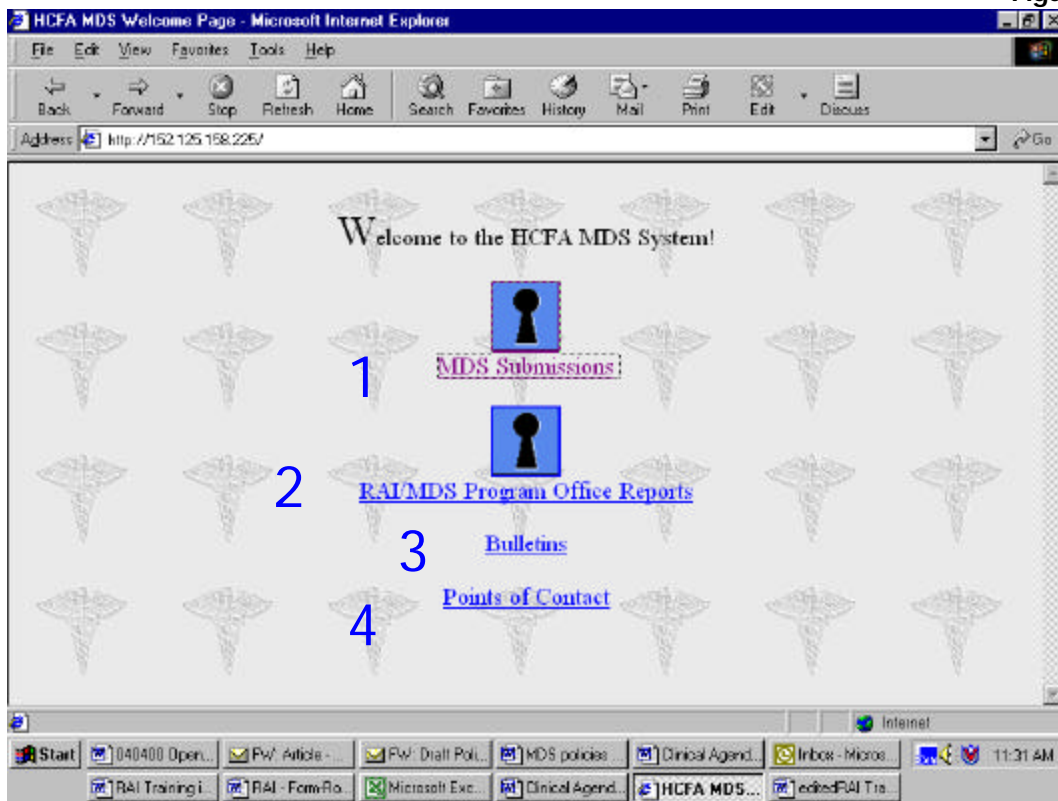 HCFA MDS Welcome Page - Microsoft Internet Explorer
File Edit View Favorites Tools Help
Back Forward Stop Refresh Home Search Favorites History Mail Print Edit Discuss
Address http://152.125.158.225/ Go
Welcome to the HCFA MDS System!
1 MDS Submissions
2 RAI/MDS Program Office Reports
3 Bulletins
4 Points of Contact
Internet
Start 040400 Open... FW: Article -... FW: Draft Poli... MDS policies Clinical Agend... Inbox - Micros... 11:31 AM
RAI Training i... RAI - Form-Ro... Microsoft Exc... Clinical Agend... HCFA MDS... editedRAI Tra...